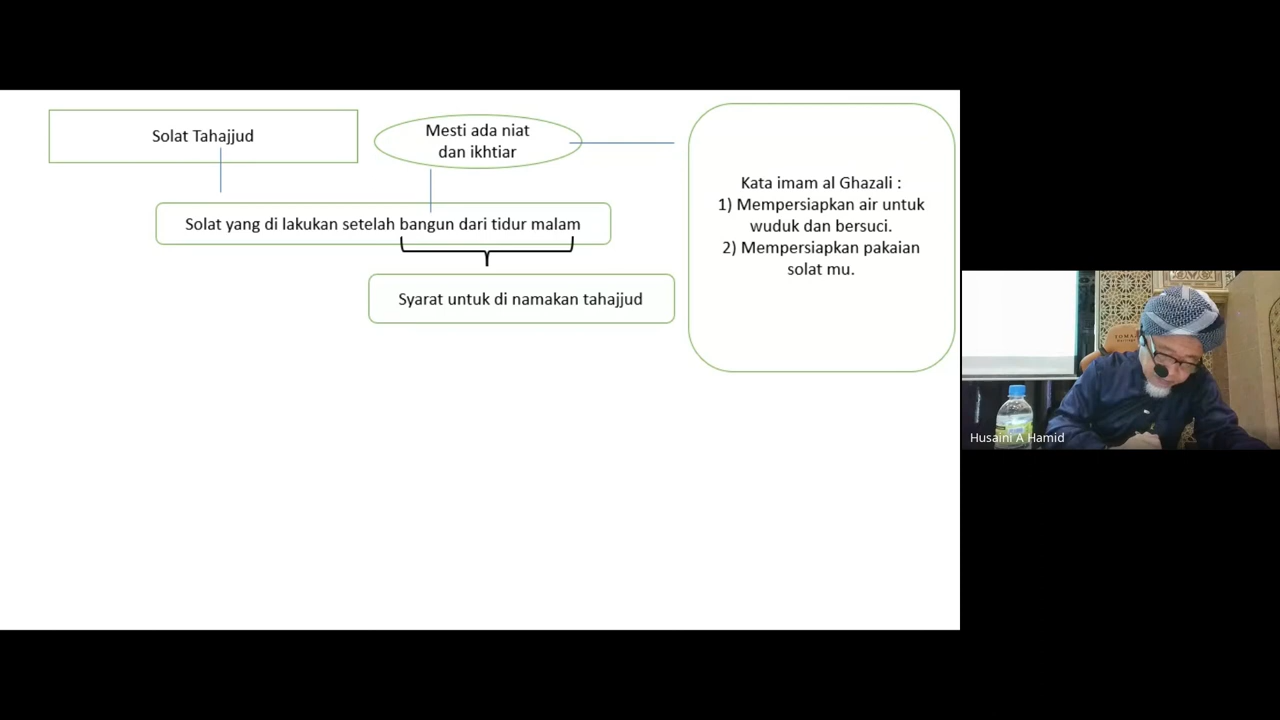 Solat Tahajjud
Mesti ada niat
dan ikhtiar
Solat yang di lakukan setelah bangun dari tidur malam
Syarat untuk di namakan tahajjud
Kata imam al Ghazali :
1) Mempersiapkan air untuk
wuduk dan bersuci.
2) Mempersiapkan pakaian
solat mu.
Husaini A Hamid